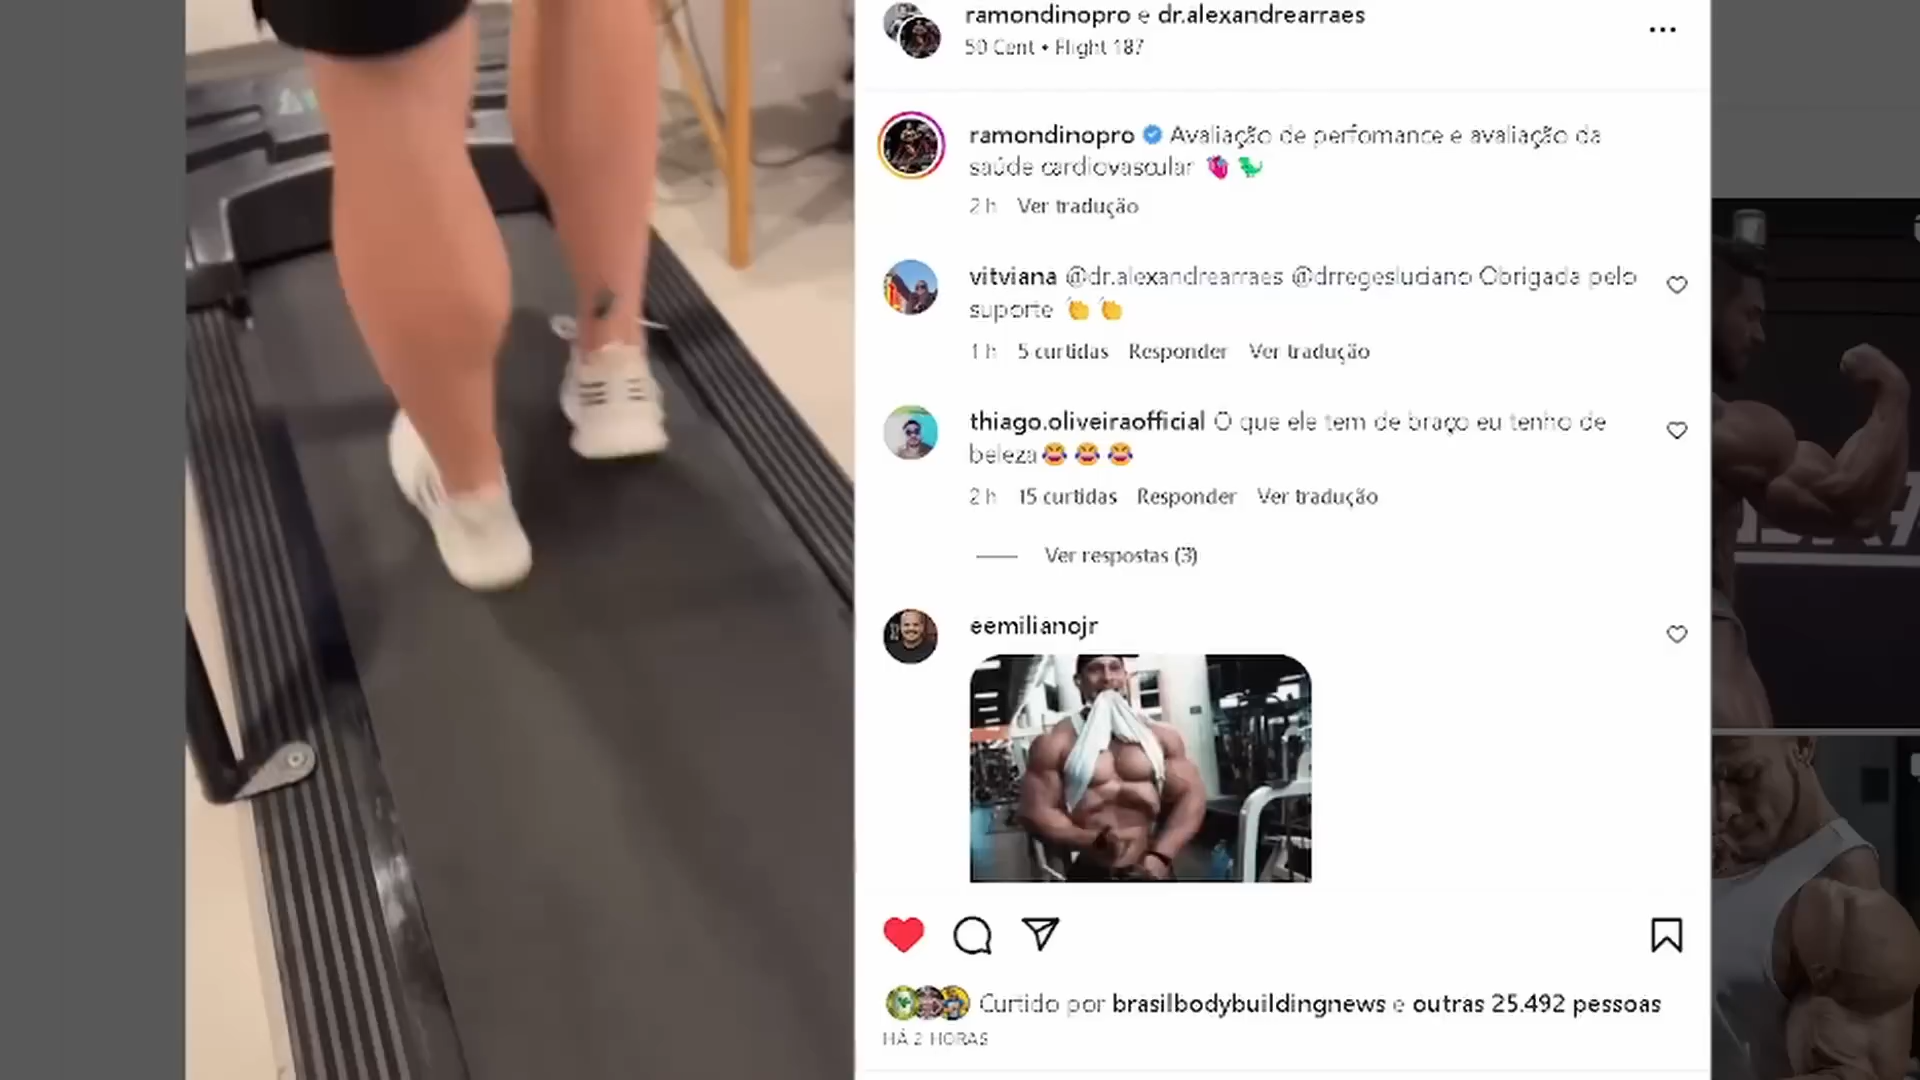 ramondinopro e dr.alexandrearraes
50 Cent • Flight 187
ramondinopro Avaliação de perfomance e avaliação da
saúde cardiovascular 🫀 🦖
2 h Ver tradução
vitviana @dr.alexandrearraes @drregesluciano Obrigada pelo
suporte 👏 👏
1 h 5 curtidas Responder Ver tradução
thiago.oliveiraofficial O que ele tem de braço eu tenho de
beleza😂 😂 😂
2 h 15 curtidas Responder Ver tradução
Ver respostas (3)
eemilianojr
Curtido por brasilbodybuildingnews e outras 25.492 pessoas
HÁ 2 HORAS